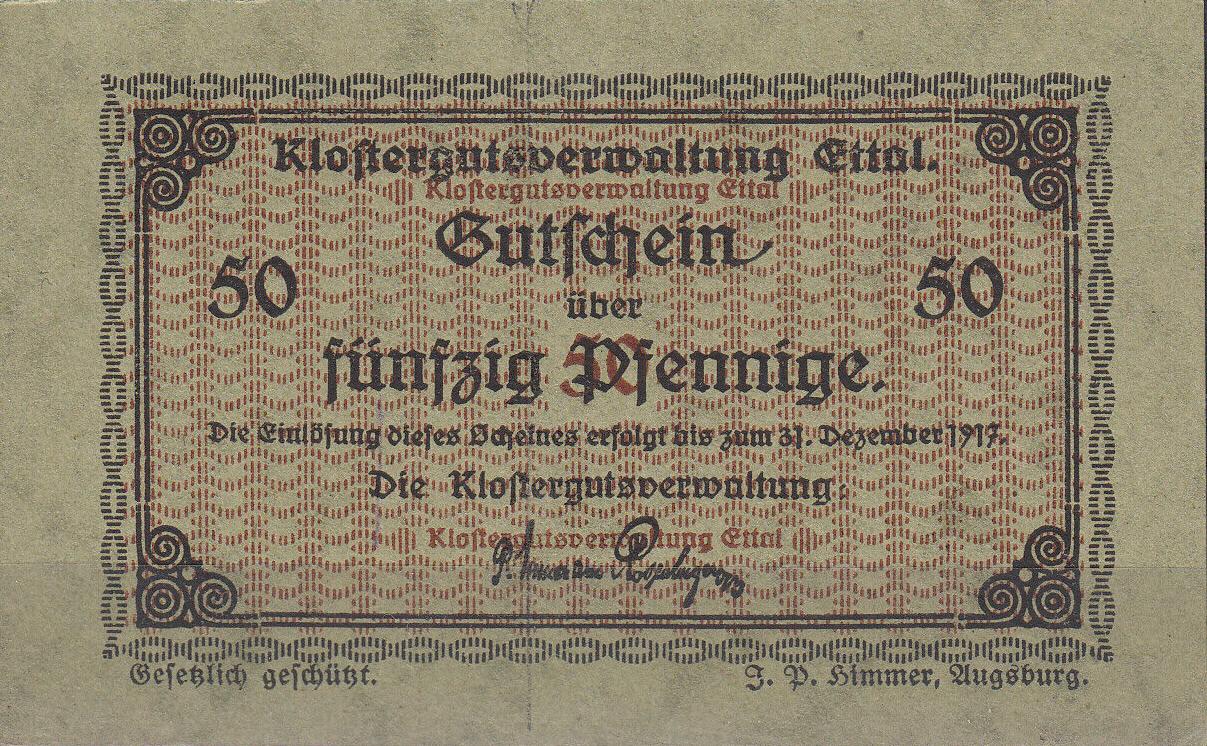 Klostergutsverwaltung Ettal.
Klostergutsverwaltung Ettal
Gutschein
50 über 50
fünfzig Pfennige.
50
Die Einlösung dieses Scheines erfolgt bis zum 31. Dezember 1917.
Die Klostergutsverwaltung:
Klostergutsverwaltung Ettal
P.
Gesetzlich geschützt.
J. P. Himmer, Augsburg.